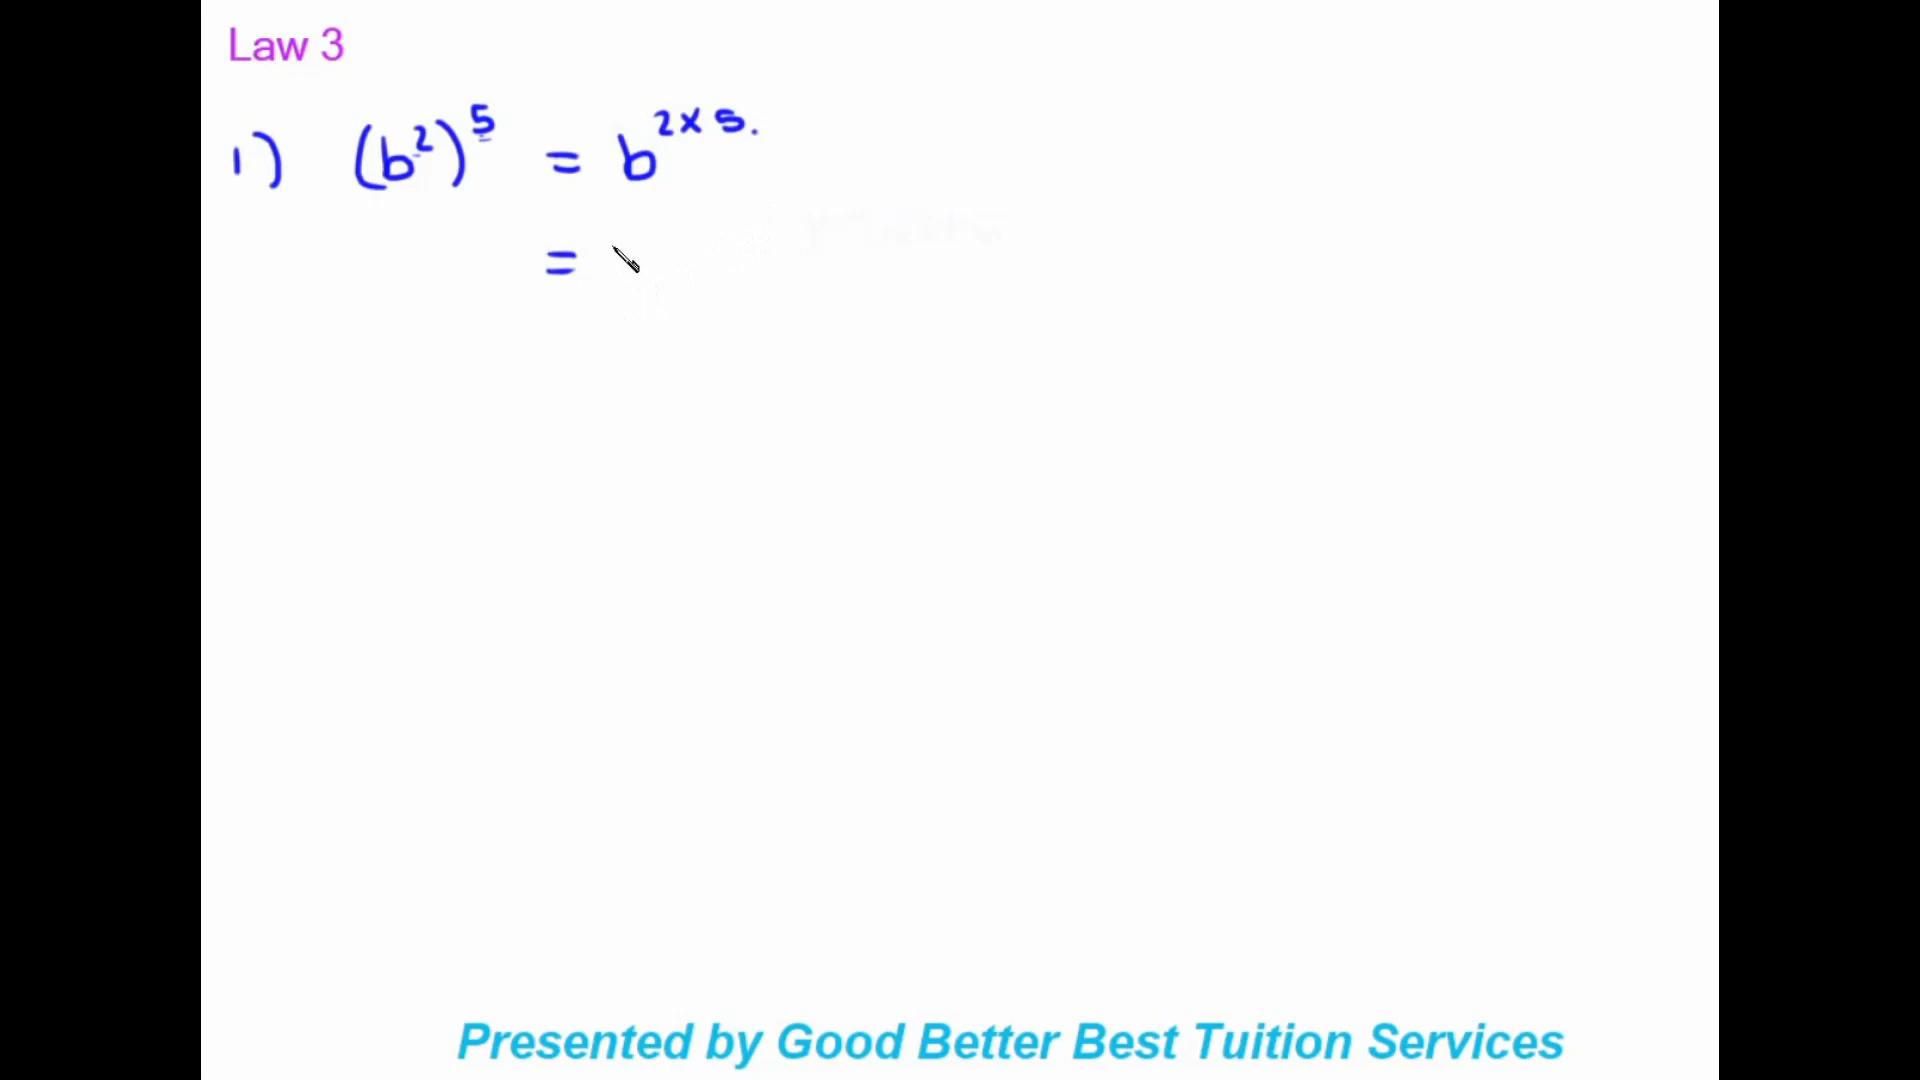 Law 3
1) (b²)⁵ = b²ˣ⁵.
=
Presented by Good Better Best Tuition Services